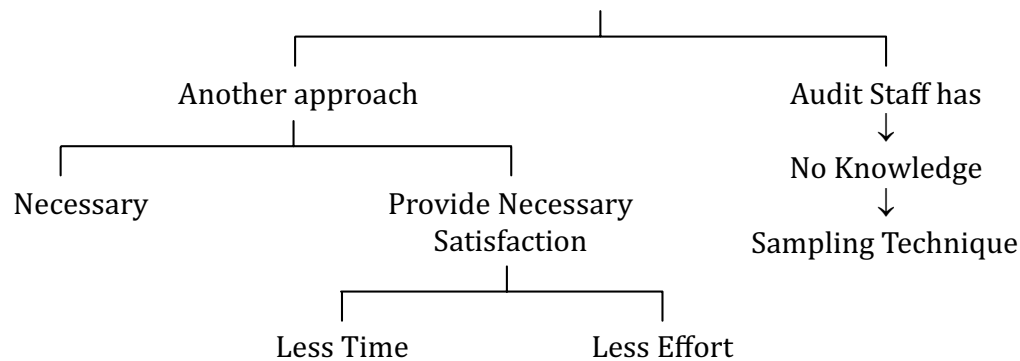 Another approach
Audit Staff has
No Knowledge
Sampling Technique
Necessary
Provide Necessary
Satisfaction
Less Time
Less Effort